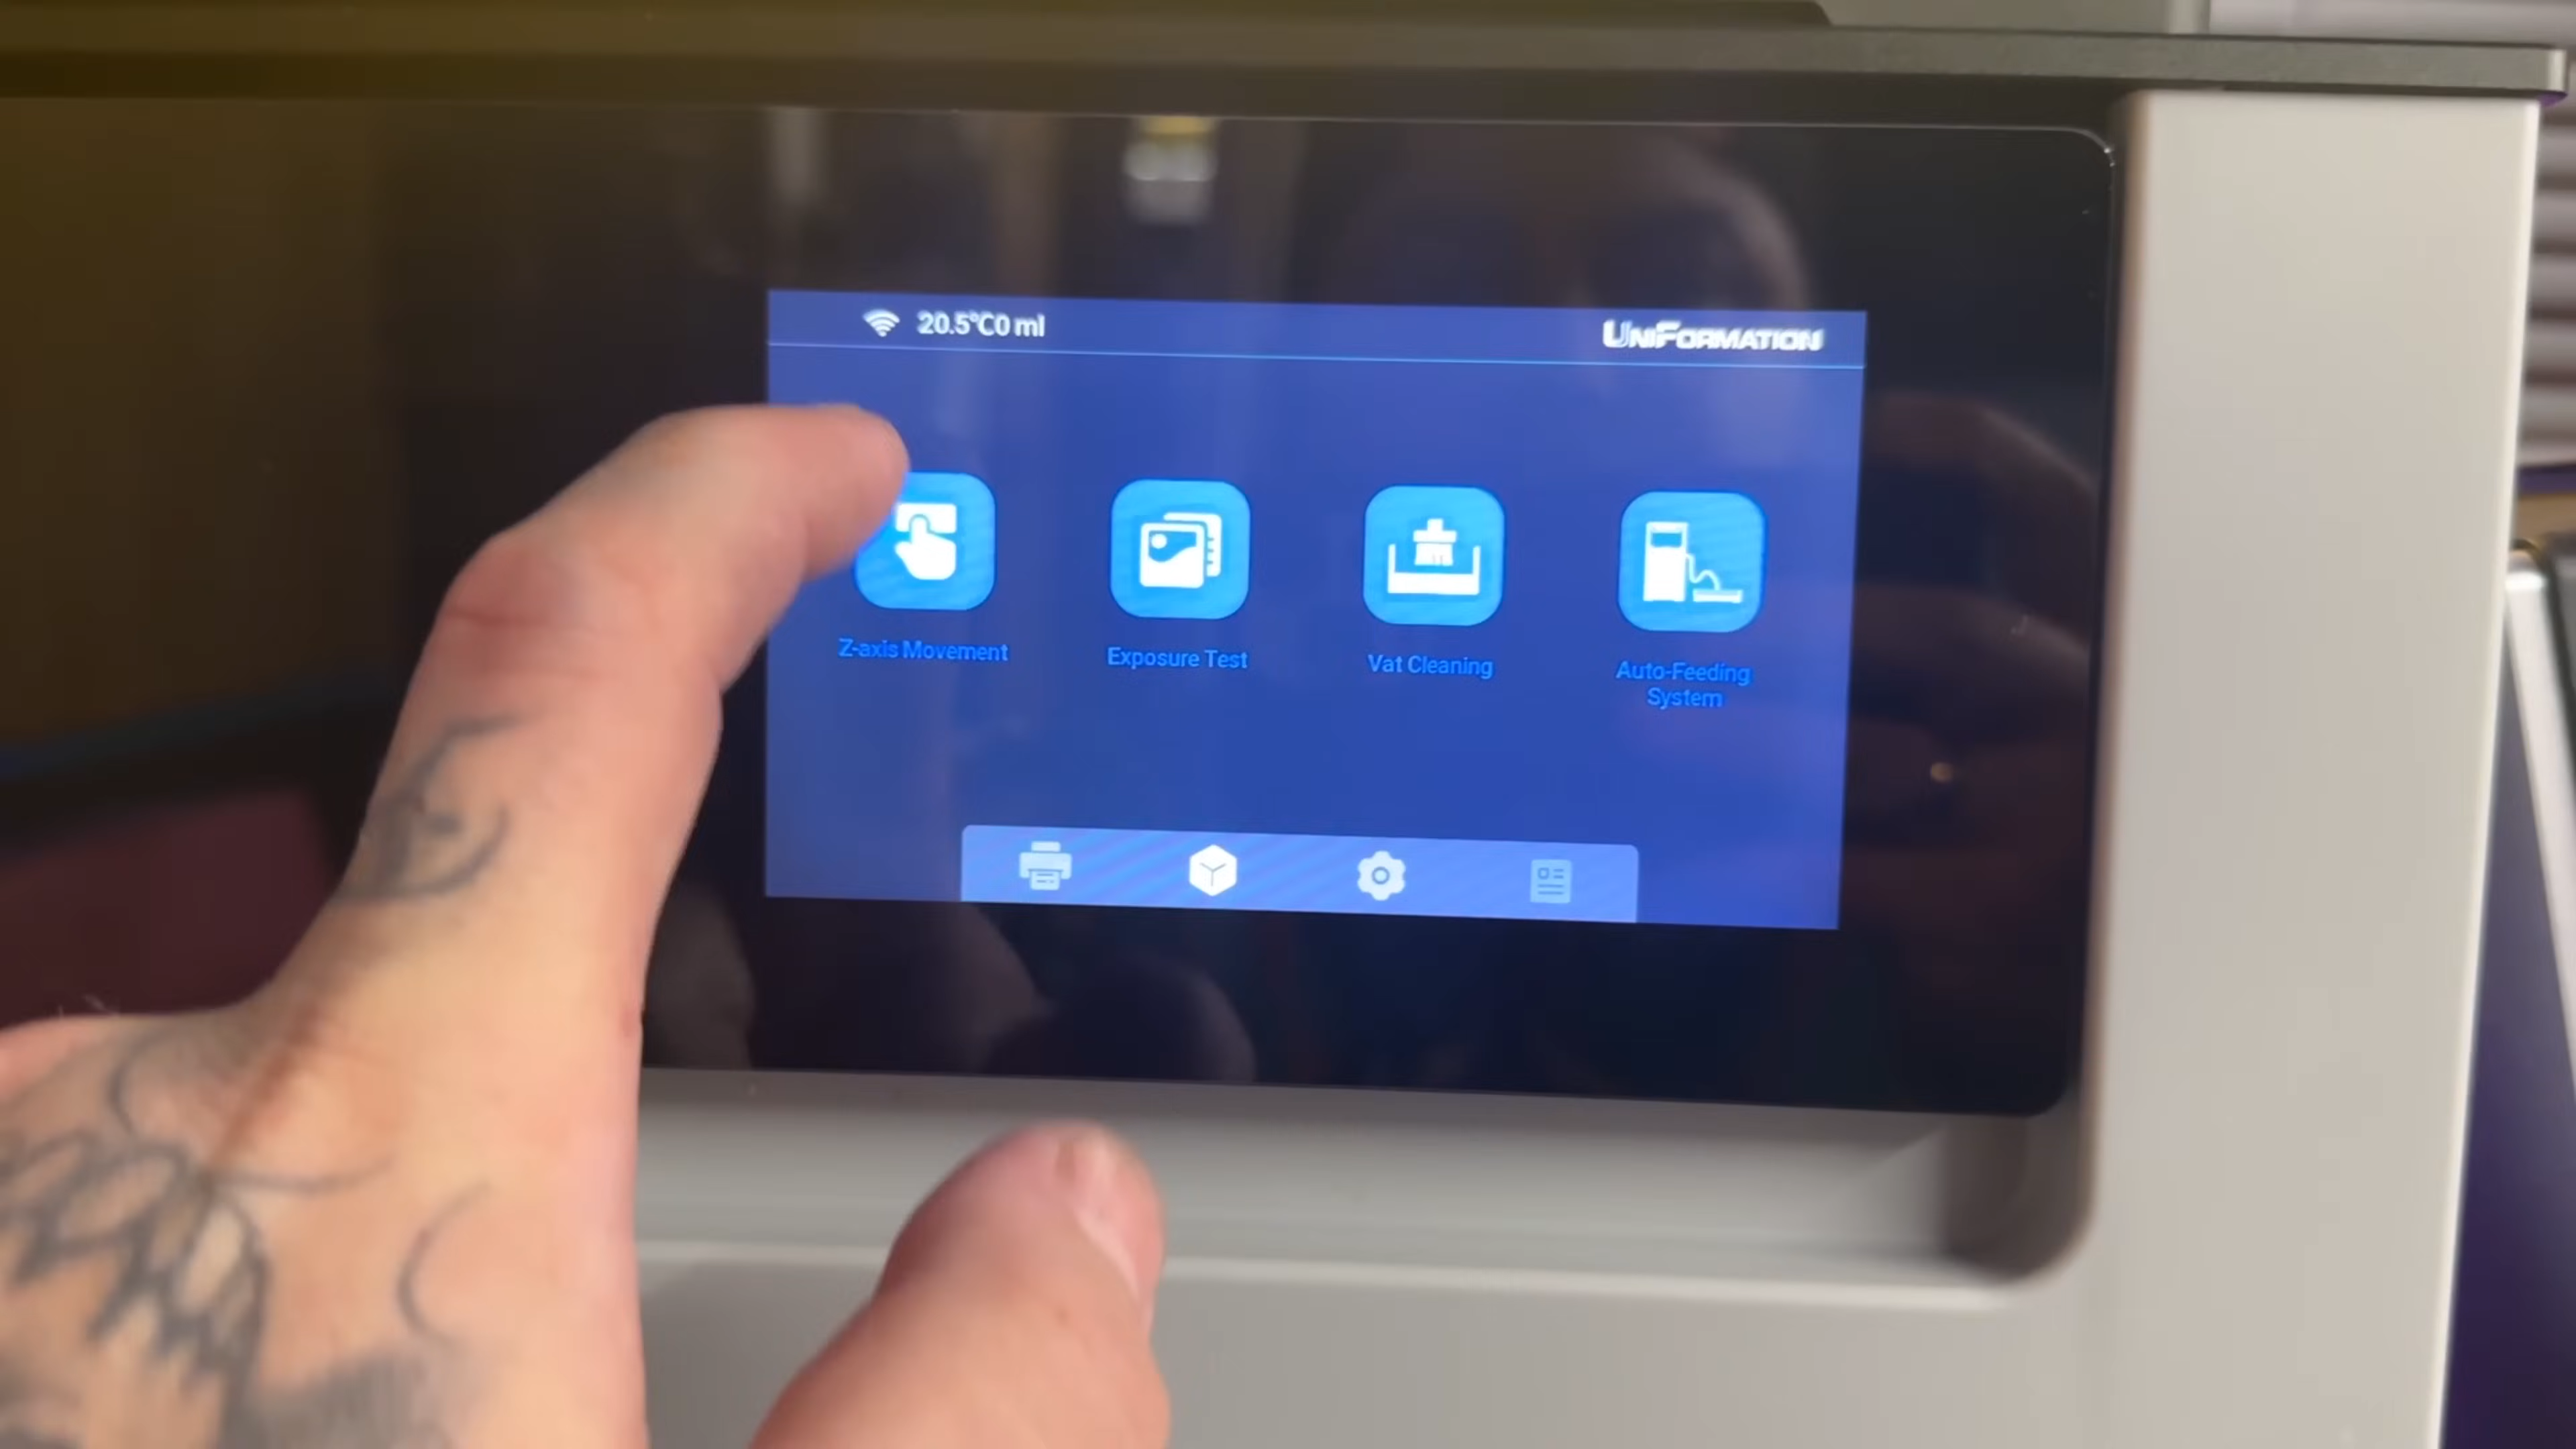 20.5°C0 ml
UNIFORMATION
Z-axis Movement
Exposure Test
Vat Cleaning
Auto-Feeding
System